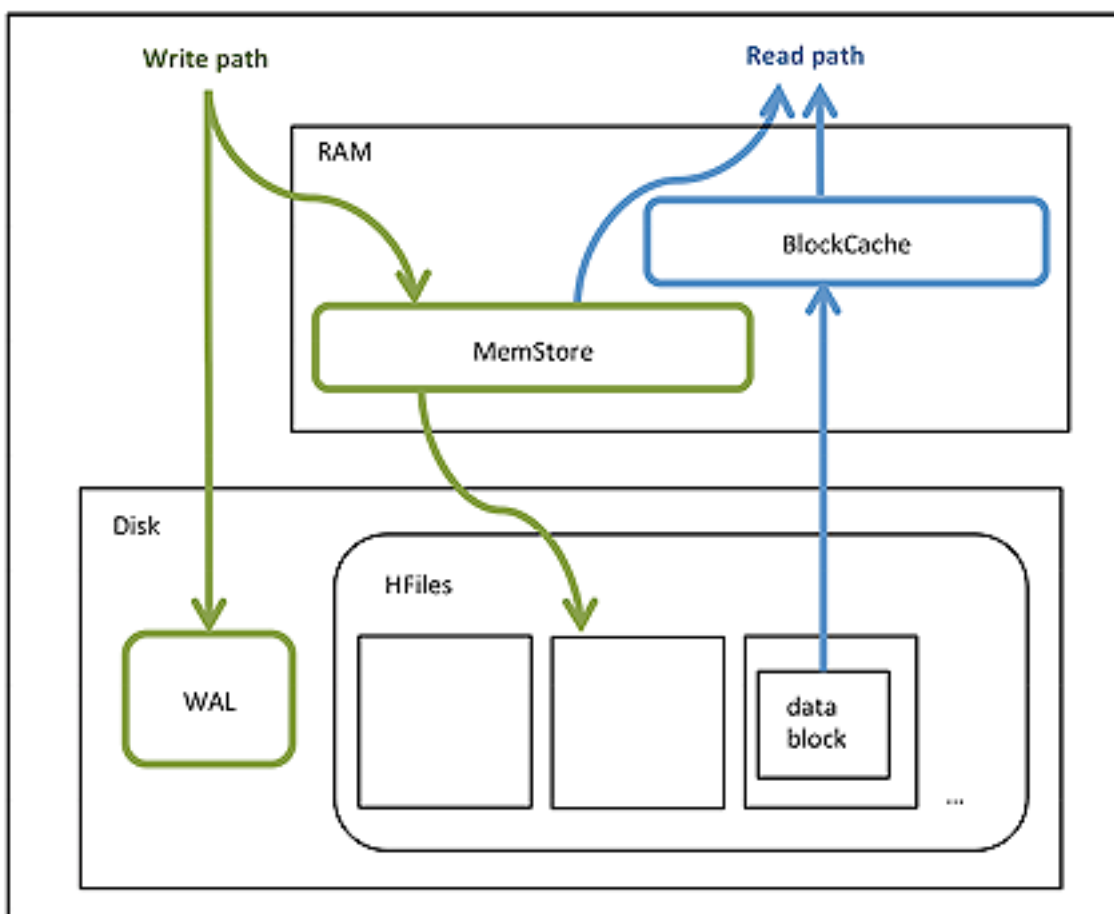 Write path
Read path
RAM
BlockCache
MemStore
Disk
HFiles
WAL
data
block
...